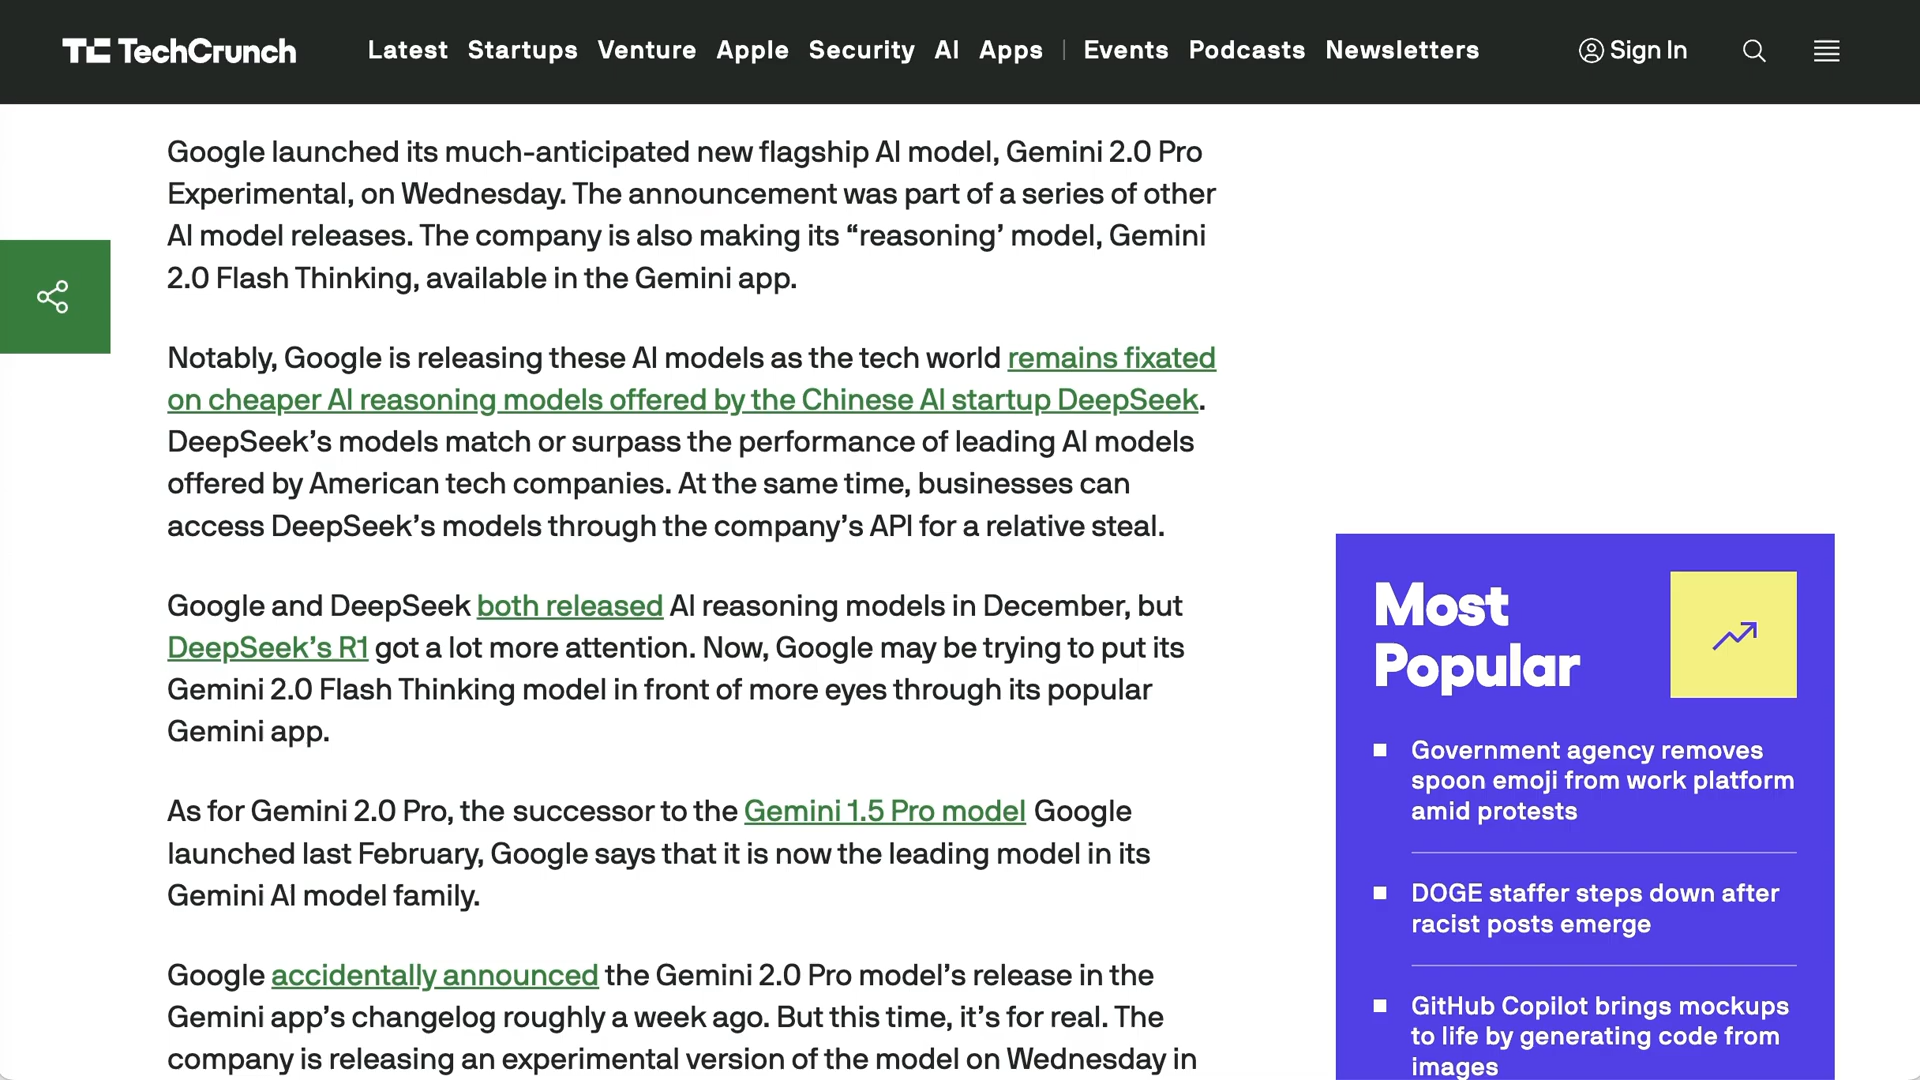 TechCrunch
Latest Startups Venture Apple Security AI Apps | Events Podcasts Newsletters
Sign In
Google launched its much-anticipated new flagship AI model, Gemini 2.0 Pro
Experimental, on Wednesday. The announcement was part of a series of other
AI model releases. The company is also making its “reasoning’ model, Gemini
2.0 Flash Thinking, available in the Gemini app.
Notably, Google is releasing these AI models as the tech world remains fixated
on cheaper AI reasoning models offered by the Chinese AI startup DeepSeek.
DeepSeek’s models match or surpass the performance of leading AI models
offered by American tech companies. At the same time, businesses can
access DeepSeek’s models through the company’s API for a relative steal.
Google and DeepSeek both released AI reasoning models in December, but
DeepSeek’s R1 got a lot more attention. Now, Google may be trying to put its
Gemini 2.0 Flash Thinking model in front of more eyes through its popular
Gemini app.
As for Gemini 2.0 Pro, the successor to the Gemini 1.5 Pro model Google
launched last February, Google says that it is now the leading model in its
Gemini AI model family.
Google accidentally announced the Gemini 2.0 Pro model’s release in the
Gemini app’s changelog roughly a week ago. But this time, it’s for real. The
company is releasing an experimental version of the model on Wednesday in
Most
Popular
Government agency removes
spoon emoji from work platform
amid protests
DOGE staffer steps down after
racist posts emerge
GitHub Copilot brings mockups
to life by generating code from
images